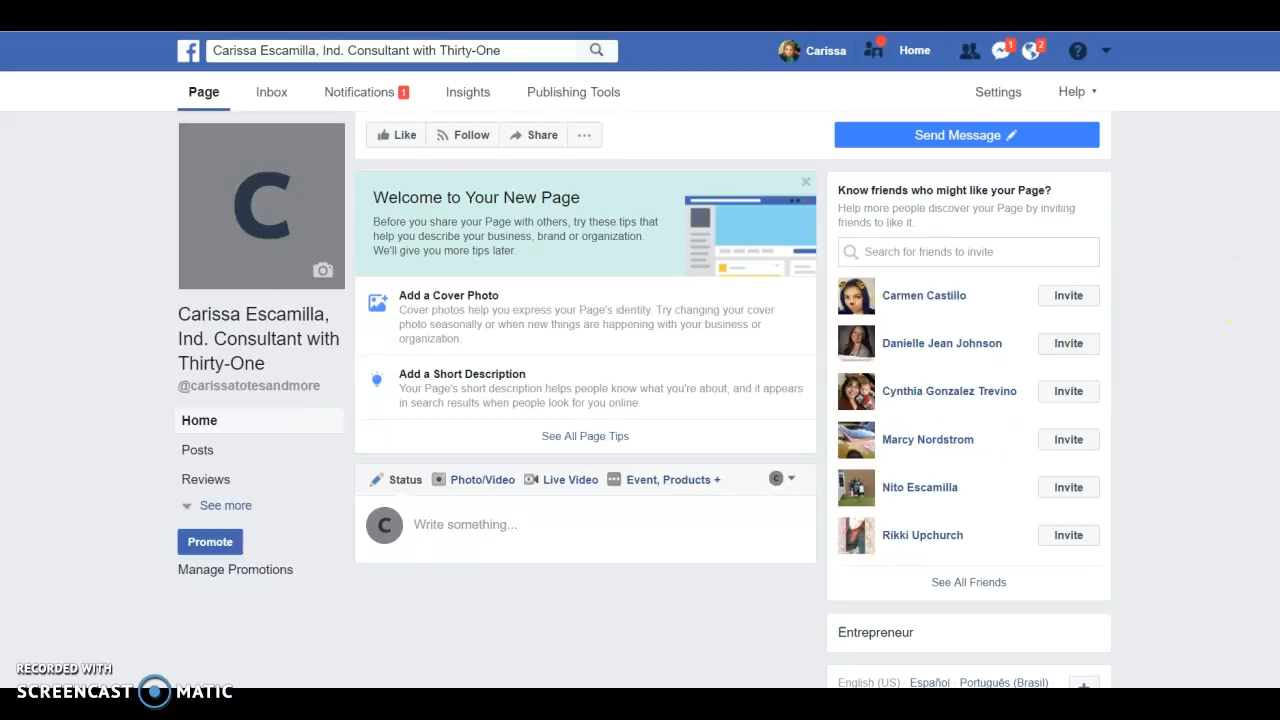 Carissa Escamilla, Ind. Consultant with Thirty-One
Carissa
Home
1
2
Page
Inbox
Notifications 1
Insights
Publishing Tools
Settings
Help
C
Carissa Escamilla,
Ind. Consultant with
Thirty-One
@carissatotesandmore
Home
Posts
Reviews
See more
Promote
Manage Promotions
Like
Follow
Share
...
Send Message
Welcome to Your New Page
Before you share your Page with others, try these tips that
help you describe your business, brand or organization.
We'll give you more tips later.
Add a Cover Photo
Cover photos help you express your Page's identity. Try changing your cover
photo seasonally or when new things are happening with your business or
organization.
Add a Short Description
Your Page's short description helps people know what you're about, and it appears
in search results when people look for you online.
See All Page Tips
Status
Photo/Video
Live Video
Event, Products +
C
C
Write something...
Know friends who might like your Page?
Help more people discover your Page by inviting
friends to like it.
Search for friends to invite
Carmen Castillo Invite
Danielle Jean Johnson Invite
Cynthia Gonzalez Trevino Invite
Marcy Nordstrom Invite
Nito Escamilla Invite
Rikki Upchurch Invite
See All Friends
Entrepreneur
English (US) · Español · Português (Brasil) ·
RECORDED WITH
SCREENCAST MATIC